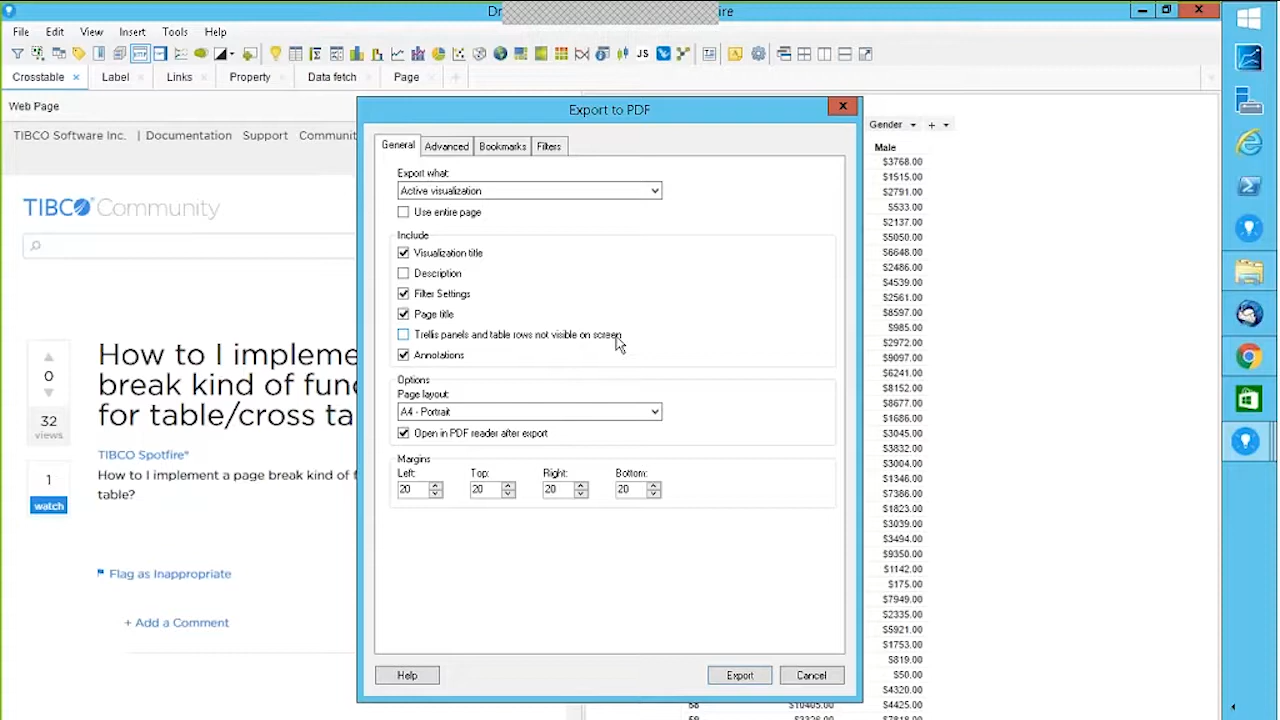 Dr
ire
File Edit View Insert Tools Help
JS
Crosstable Label Links Property Data fetch Page
Web Page
TIBCO Software Inc. | Documentation Support Communi
TIBCO Community
0
32
views
1
watch
How to I impleme
break kind of fun
for table/cross ta
TIBCO Spotfire®
How to I implement a page break kind of f
table?
Flag as Inappropriate
+ Add a Comment
Export to PDF
General Advanced Bookmarks Filters
Export what:
Active visualization
Use entire page
Include
Visualization title
Description
Filter Settings
Page title
Trellis panels and table rows not visible on screen
Annotations
Options
Page layout:
A4 - Portrait
Open in PDF reader after export
Margins
Left: Top: Right: Bottom:
20 20 20 20
Help Export Cancel
Gender +
Male
$3768.00
$1515.00
$2791.00
$533.00
$2137.00
$5050.00
$6648.00
$2486.00
$4539.00
$2561.00
$8597.00
$985.00
$2972.00
$9097.00
$6241.00
$8152.00
$8677.00
$1686.00
$3045.00
$3832.00
$3004.00
$1346.00
$7386.00
$1823.00
$3039.00
$3494.00
$9350.00
$1142.00
$175.00
$7949.00
$2335.00
$5921.00
$1753.00
$819.00
$50.00
$4320.00
58 $10405.00 $4425.00